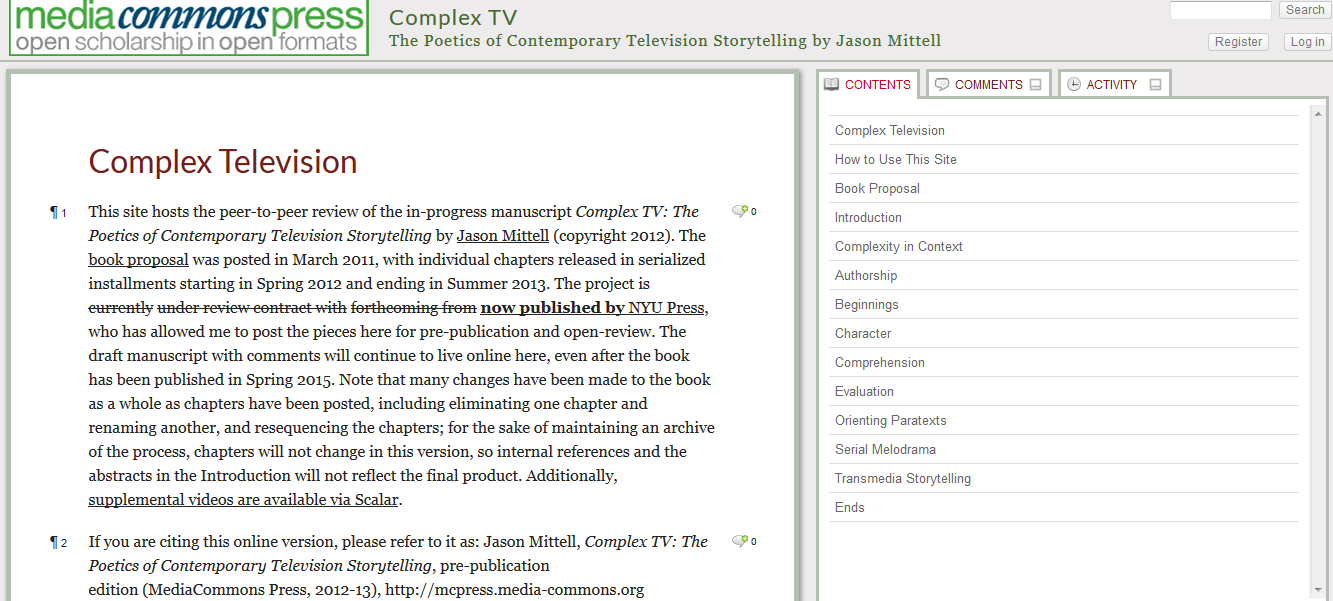 mediacommonspress
open scholarship in open formats
Complex TV
The Poetics of Contemporary Television Storytelling by Jason Mittell
Search
Register
Log in
Complex Television
¶ 1
This site hosts the peer-to-peer review of the in-progress manuscript Complex TV: The
Poetics of Contemporary Television Storytelling by Jason Mittell (copyright 2012). The
book proposal was posted in March 2011, with individual chapters released in serialized
installments starting in Spring 2012 and ending in Summer 2013. The project is
currently under review contract with forthcoming from now published by NYU Press,
who has allowed me to post the pieces here for pre-publication and open-review. The
draft manuscript with comments will continue to live online here, even after the book
has been published in Spring 2015. Note that many changes have been made to the book
as a whole as chapters have been posted, including eliminating one chapter and
renaming another, and resequencing the chapters; for the sake of maintaining an archive
of the process, chapters will not change in this version, so internal references and the
abstracts in the Introduction will not reflect the final product. Additionally,
supplemental videos are available via Scalar.
0
¶ 2
If you are citing this online version, please refer to it as: Jason Mittell, Complex TV: The
Poetics of Contemporary Television Storytelling, pre-publication
edition (MediaCommons Press, 2012-13), http://mcpress.media-commons.org
0
CONTENTS
COMMENTS
ACTIVITY
Complex Television
How to Use This Site
Book Proposal
Introduction
Complexity in Context
Authorship
Beginnings
Character
Comprehension
Evaluation
Orienting Paratexts
Serial Melodrama
Transmedia Storytelling
Ends